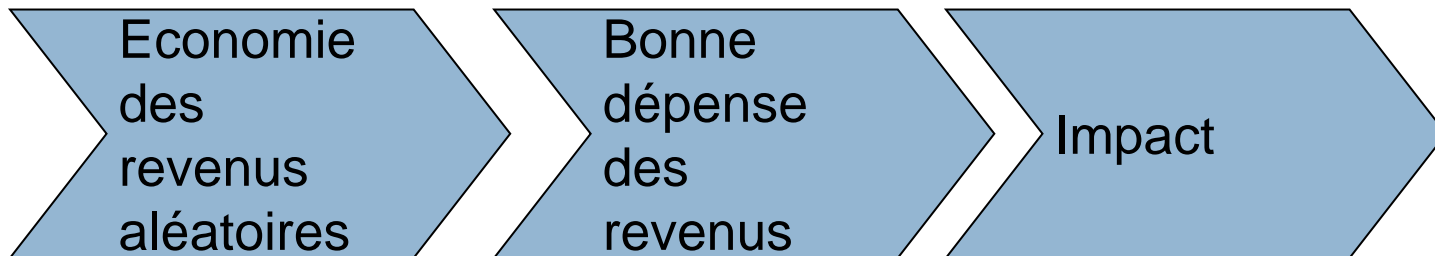 Economie
des
revenus
aléatoires
Bonne
dépense
des
revenus
Impact